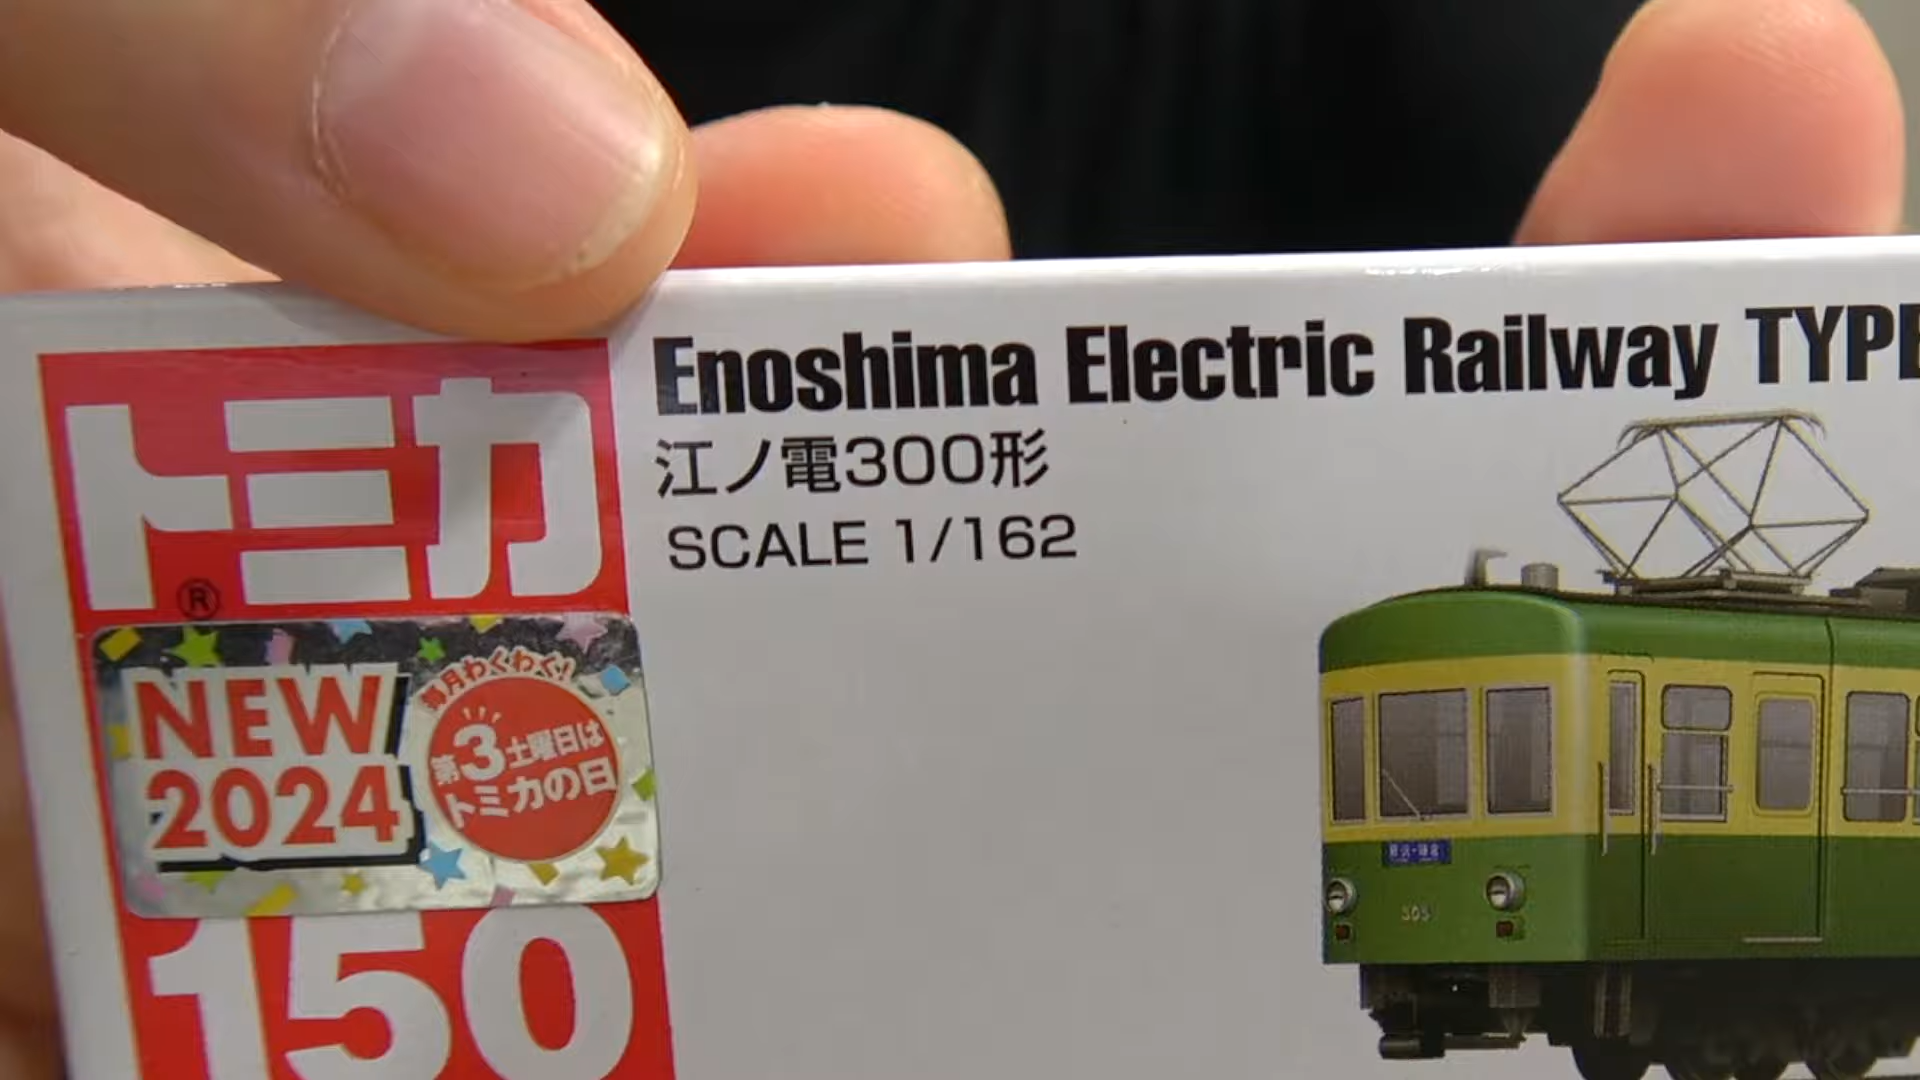 Enoshima Electric Railway TYPE
江ノ電300形
SCALE 1/162
トミカ
®
NEW
2024
毎月わくわく!
第3土曜日は
トミカの日
150
305